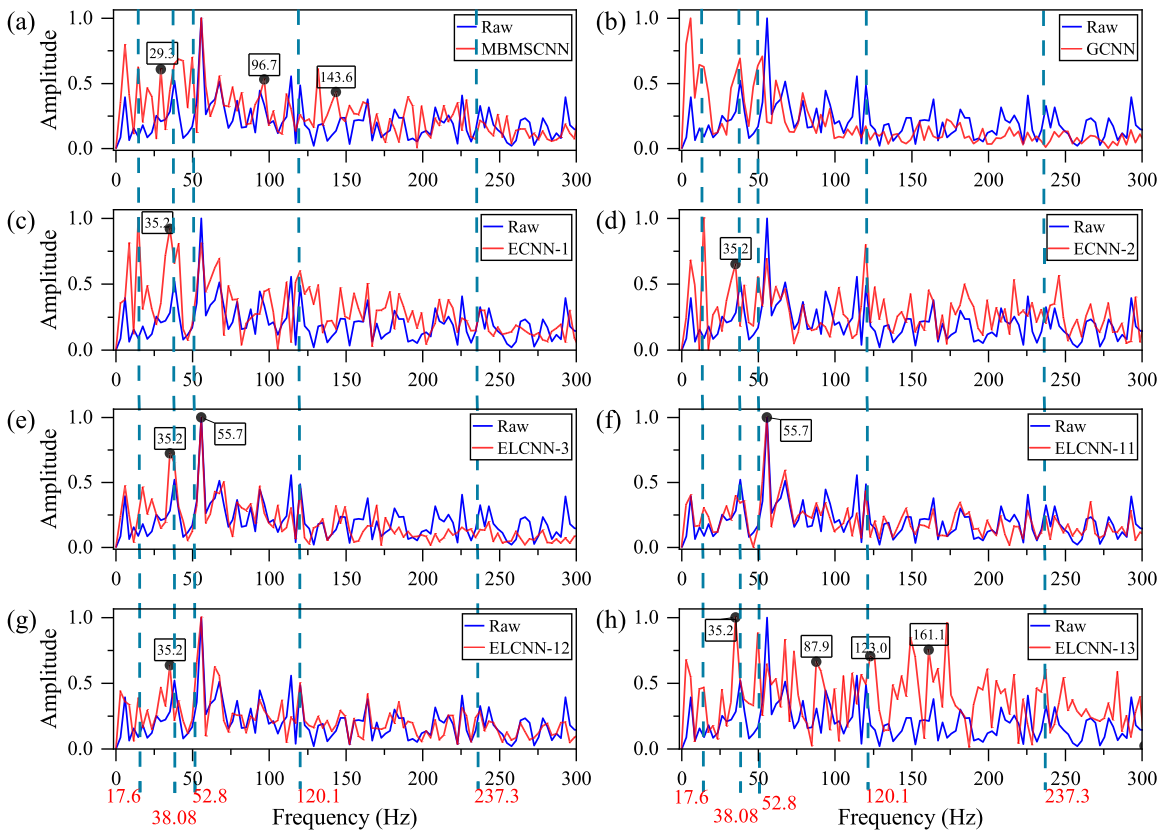 (a)
Amplitude
1.0
0.5
0.0
29.3
96.7
143.6
Raw
MBMSCNN
0 50 100 150 200 250 300
(b)
1.0
0.5
0.0
Raw
GCNN
0 50 100 150 200 250 300
(c)
Amplitude
1.0
0.5
0.0
35.2
Raw
ECNN-1
0 50 100 150 200 250 300
(d)
1.0
0.5
0.0
35.2
Raw
ECNN-2
0 50 100 150 200 250 300
(e)
Amplitude
1.0
0.5
0.0
35.2
55.7
Raw
ELCNN-3
0 50 100 150 200 250 300
(f)
1.0
0.5
0.0
55.7
Raw
ELCNN-11
0 50 100 150 200 250 300
(g)
Amplitude
1.0
0.5
0.0
35.2
Raw
ELCNN-12
0 50 100 150 200 250 300
17.6 38.08 52.8 120.1 237.3
Frequency (Hz)
(h)
1.0
0.5
0.0
35.2
87.9
123.0
161.1
Raw
ELCNN-13
0 50 100 150 200 250 300
17.6 38.08 52.8 120.1 237.3
Frequency (Hz)